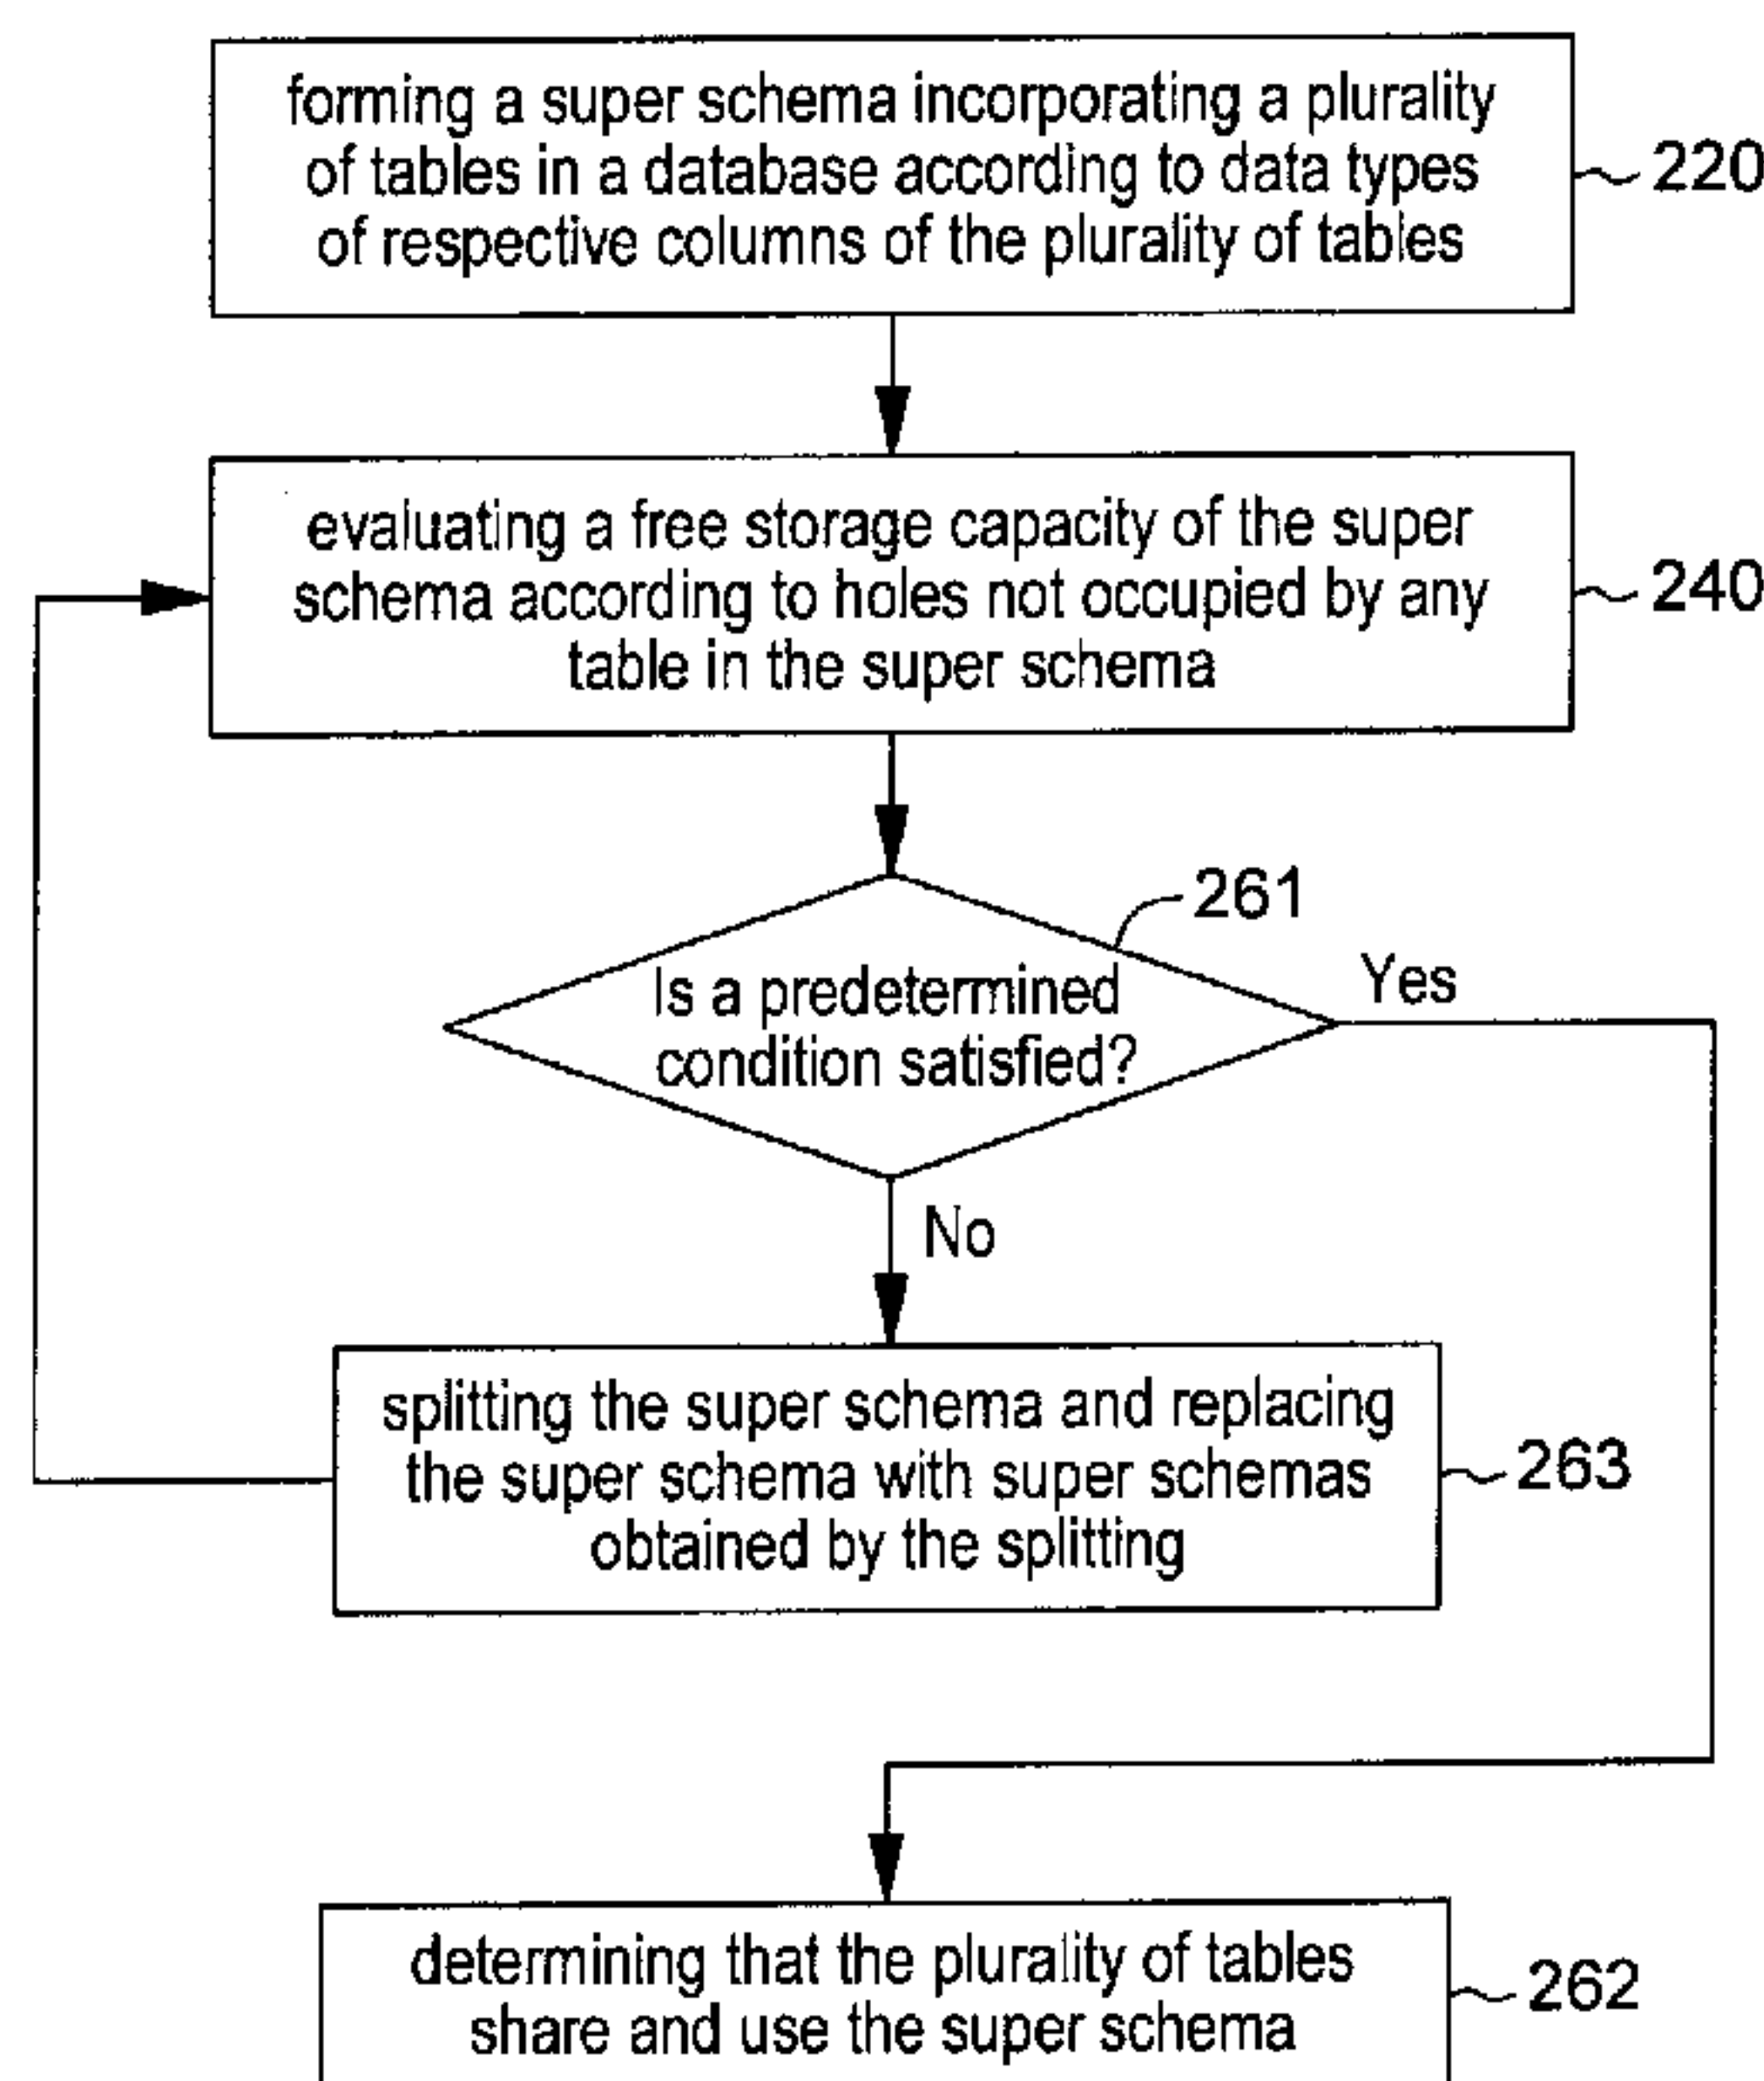 forming a super schema incorporating a plurality
of tables in a database according to data types
of respective columns of the plurality of tables
220
evaluating a free storage capacity of the super
schema according to holes not occupied by any
table in the super schema
240
261
Is a predetermined
condition satisfied?
Yes
No
splitting the super schema and replacing
the super schema with super schemas
obtained by the splitting
263
determining that the plurality of tables
share and use the super schema
262